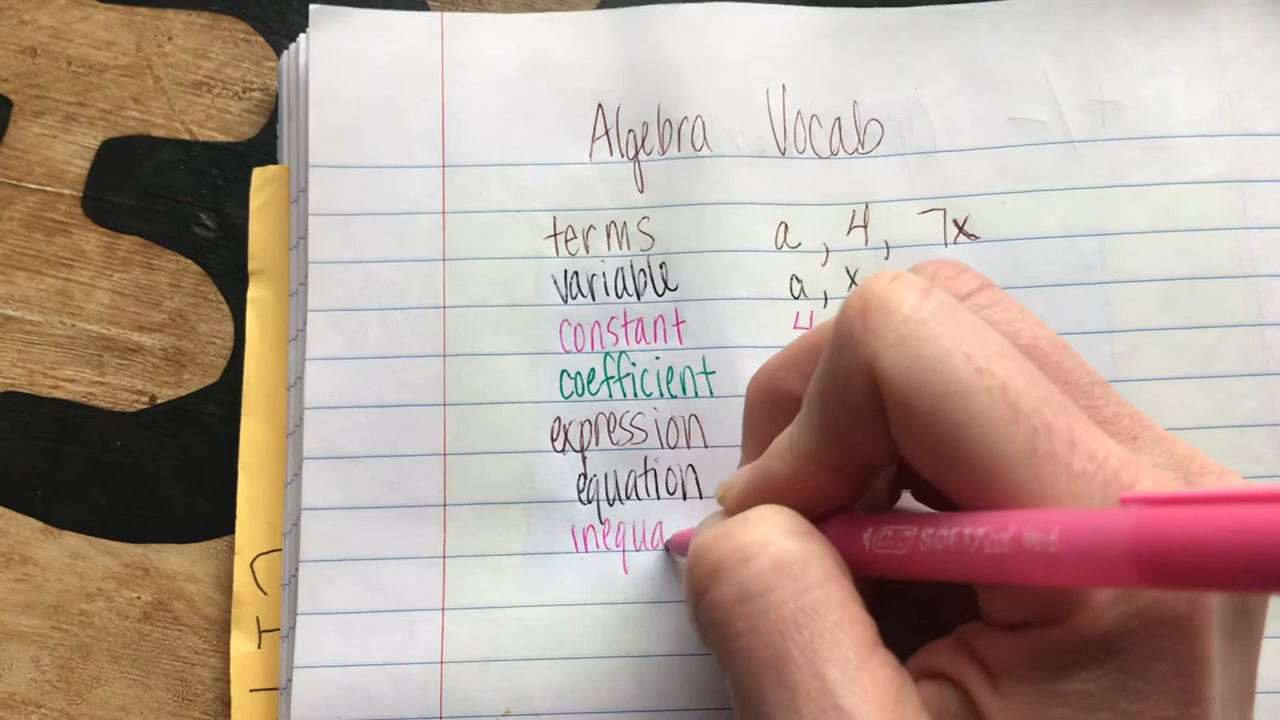 Algebra Vocab
terms a, 4, 7x
variable a, x
constant 4
coefficient
expression
equation
inequa